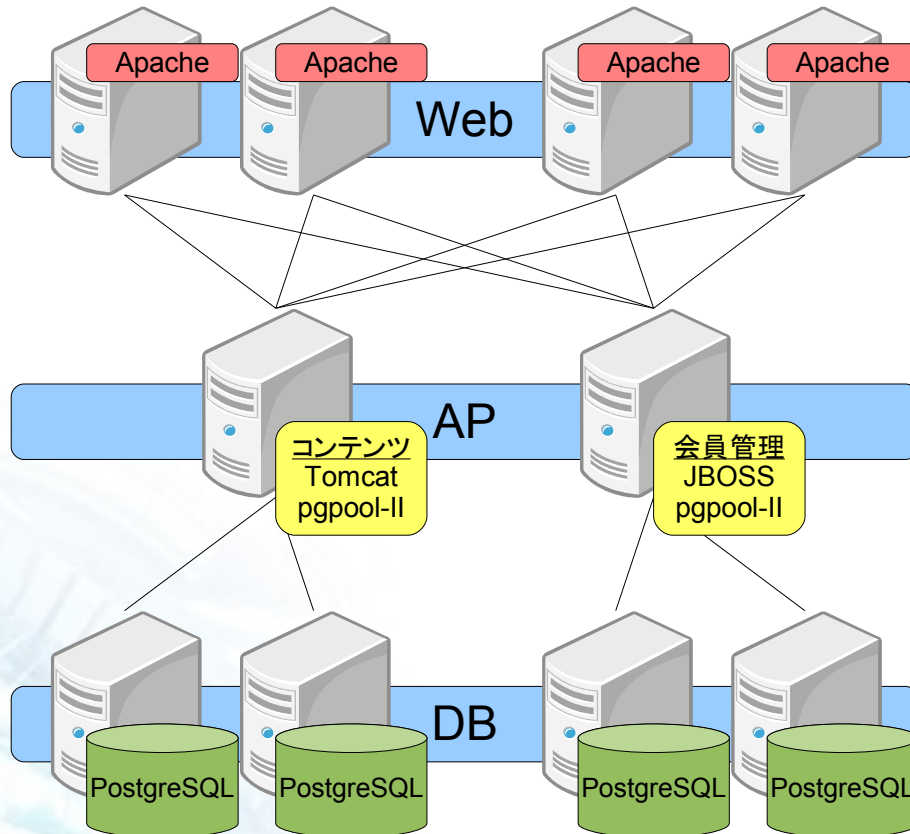 Apache
Apache
Apache
Apache
Web
AP
コンテンツ
Tomcat
pgpool-II
会員管理
JBOSS
pgpool-II
DB
PostgreSQL
PostgreSQL
PostgreSQL
PostgreSQL